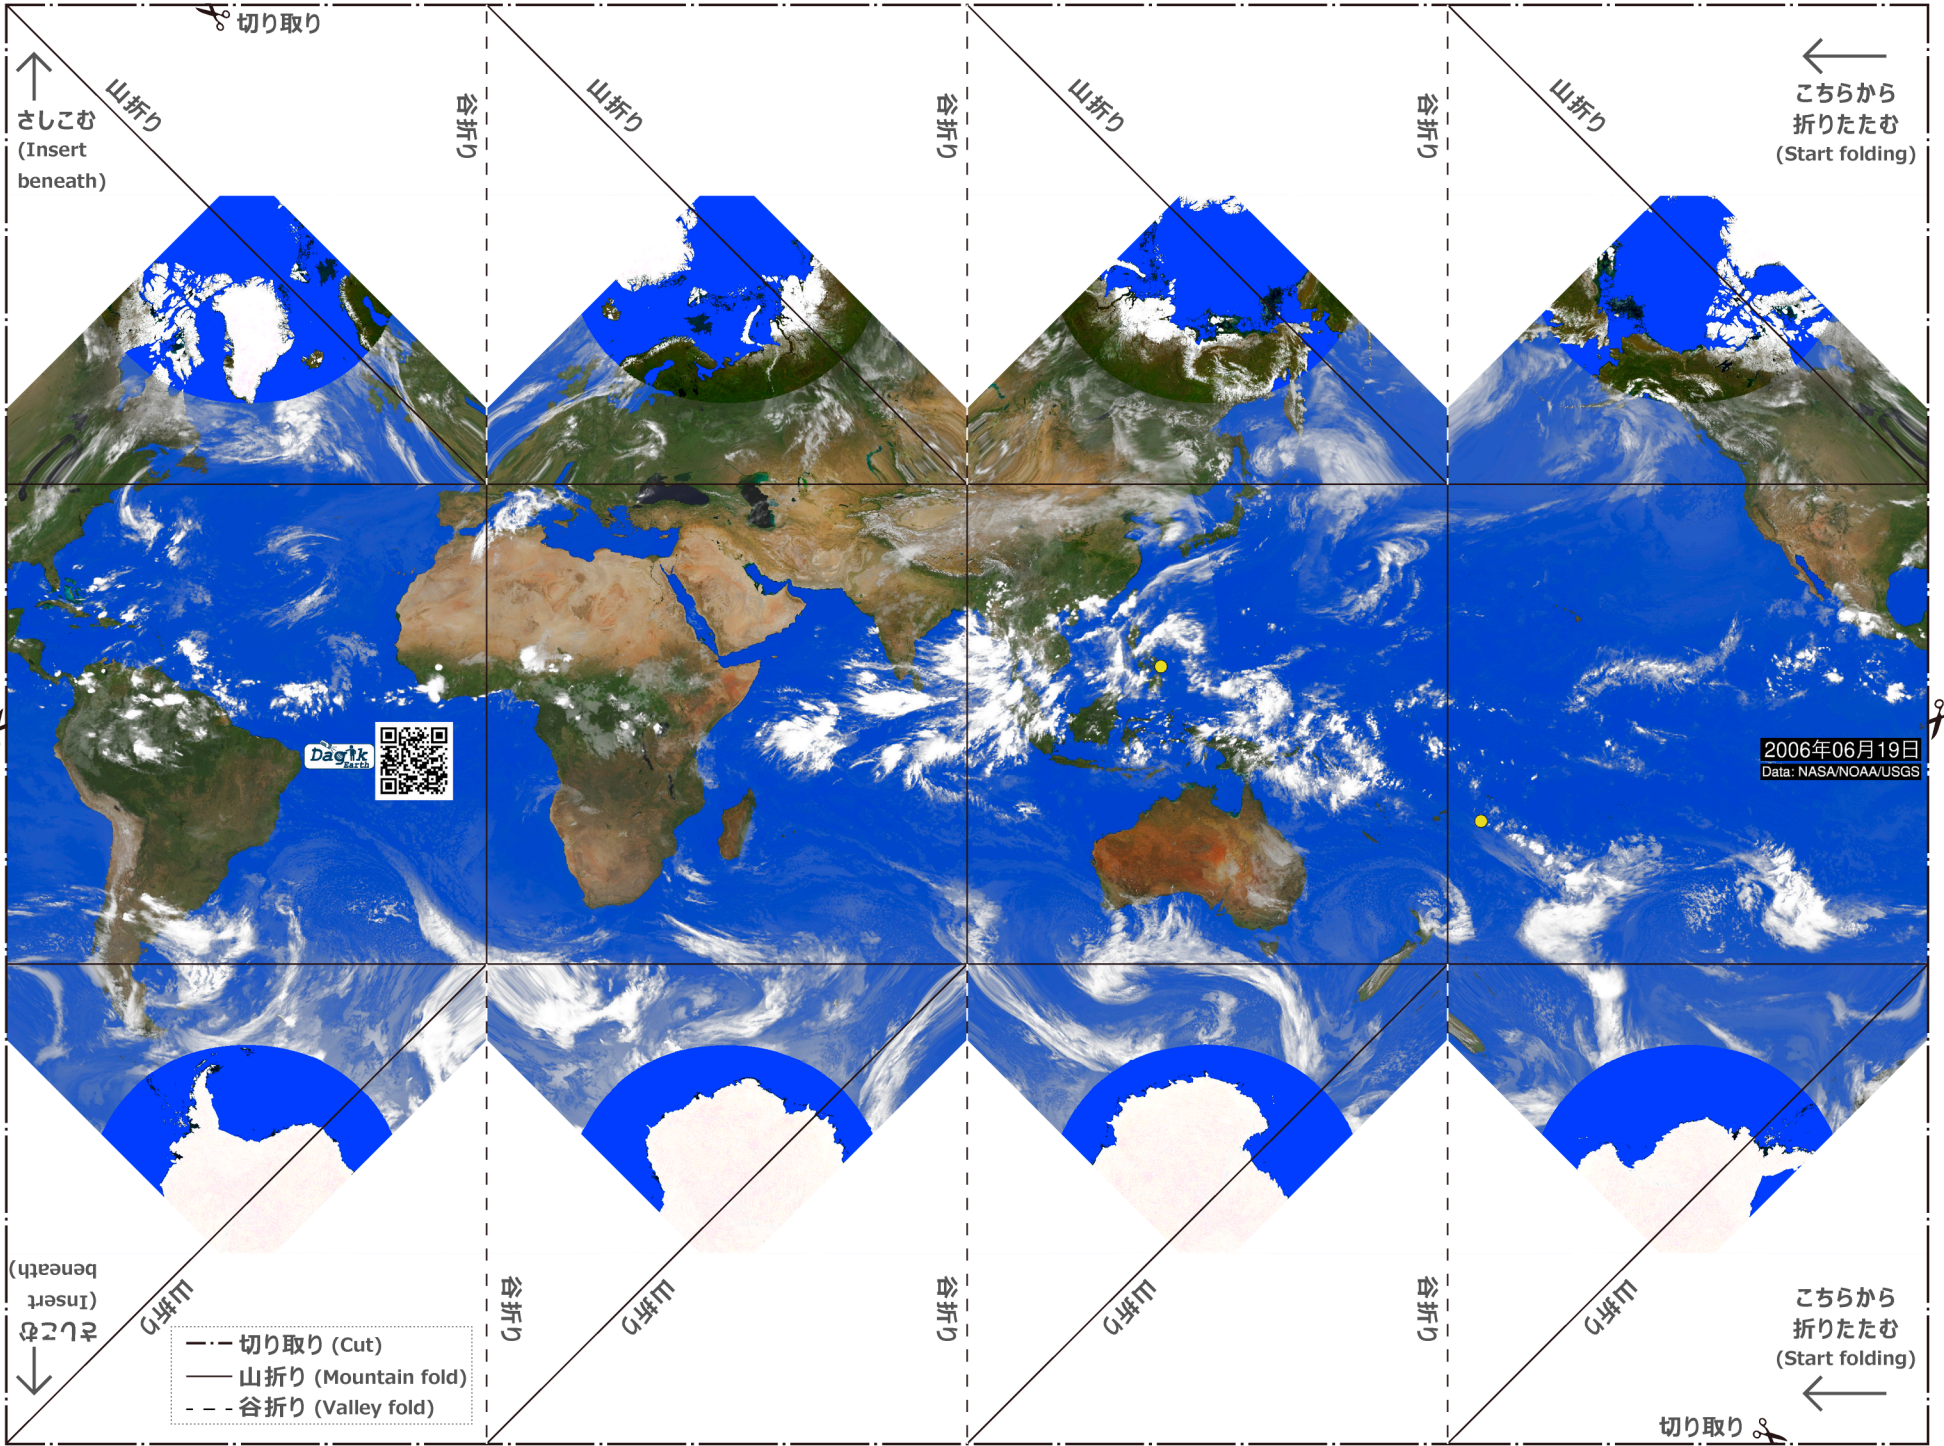 切り取り
山折り
谷折り
山折り
谷折り
山折り
谷折り
山折り
さしこむ
(Insert
beneath)
こちらから
折りたたむ
(Start folding)
Dagik
Earth
2006年06月19日
Data: NASA/NOAA/USGS
さしこむ
(Insert
beneath)
山折り
谷折り
山折り
谷折り
山折り
谷折り
山折り
こちらから
折りたたむ
(Start folding)
切り取り (Cut)
山折り (Mountain fold)
谷折り (Valley fold)
切り取り